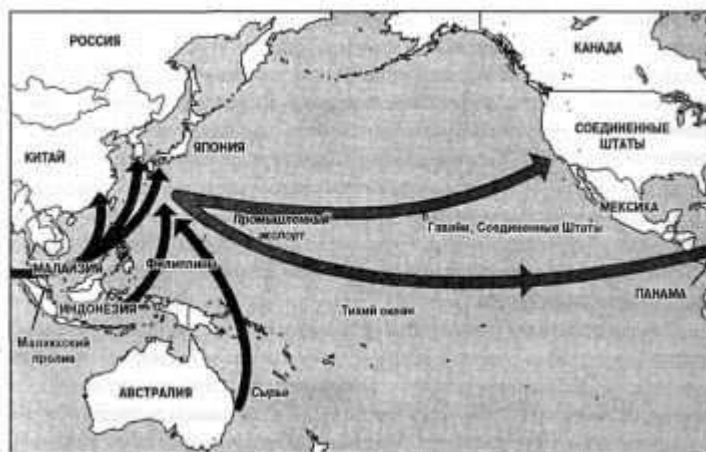 РОССИЯ
КАНАДА
КИТАЙ
ЯПОНИЯ
СОЕДИНЕННЫЕ
ШТАТЫ
МЕКСИКА
Промышленный
экспорт
Гавайи, Соединенные Штаты
МАЛАЙЗИЯ
Филиппины
ИНДОНЕЗИЯ
ПАНАМА
Тихий океан
Малаккский
пролив
АВСТРАЛИЯ
Сырье